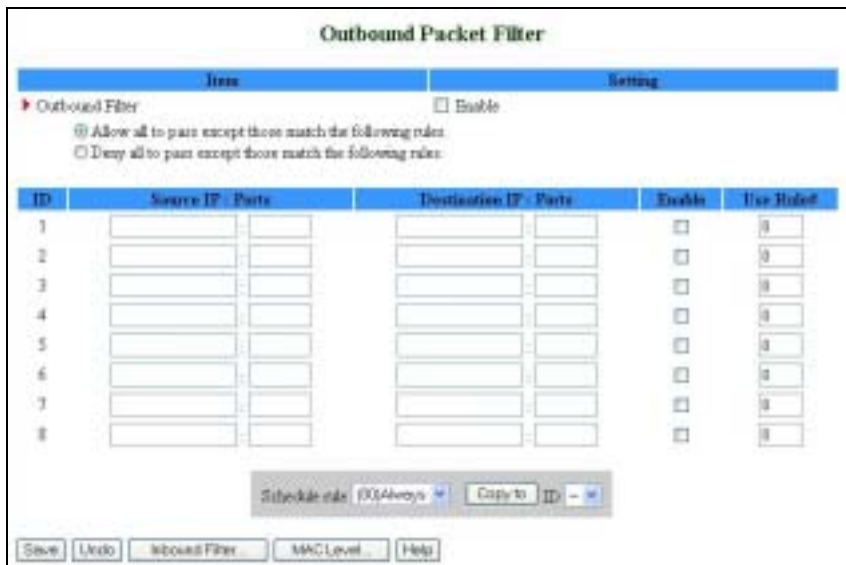 Outbound Packet Filter
Item Setting
Outbound Filter Enable
Allow all to pass except those match the following rules
Deny all to pass except those match the following rules
ID Source IP : Ports Destination IP : Ports Enable Use Rule#
1 : : 0
2 : : 0
3 : : 0
4 : : 0
5 : : 0
6 : : 0
7 : : 0
8 : : 0
Schedule rule (00)Always Copy to ID --
Save Undo Inbound Filter... MAC Level... Help